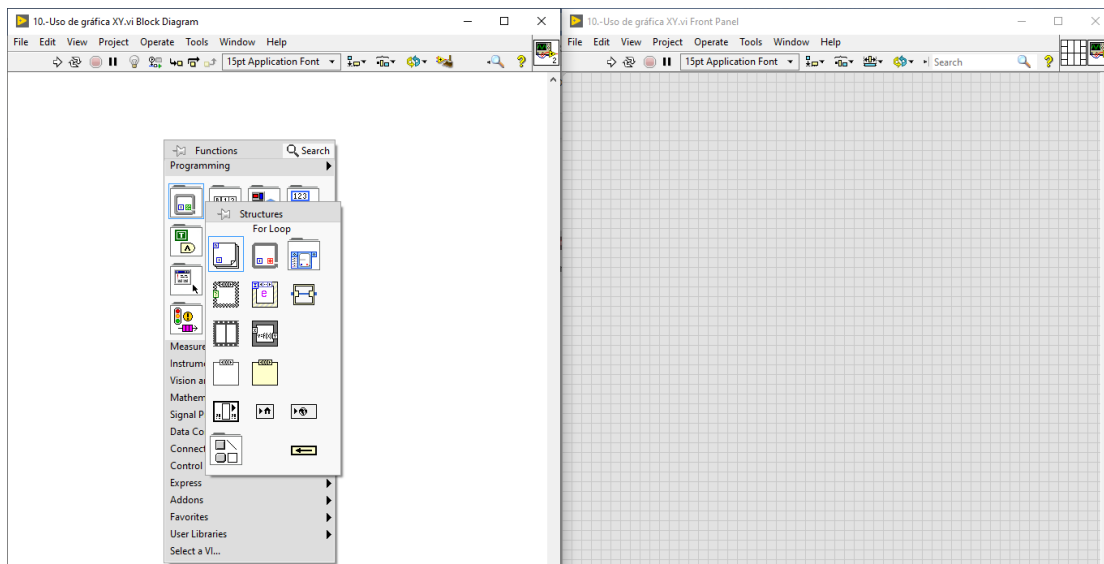 10.-Uso de gráfica XY.vi Block Diagram
File Edit View Project Operate Tools Window Help
15pt Application Font
2
Functions
Search
Programming
123
Structures
For Loop
Measure
Instrum
Vision a
Mathem
Signal P
Data Co
Connect
Control
Express
Addons
Favorites
User Libraries
Select a VI...
10.-Uso de gráfica XY.vi Front Panel
File Edit View Project Operate Tools Window Help
15pt Application Font
Search